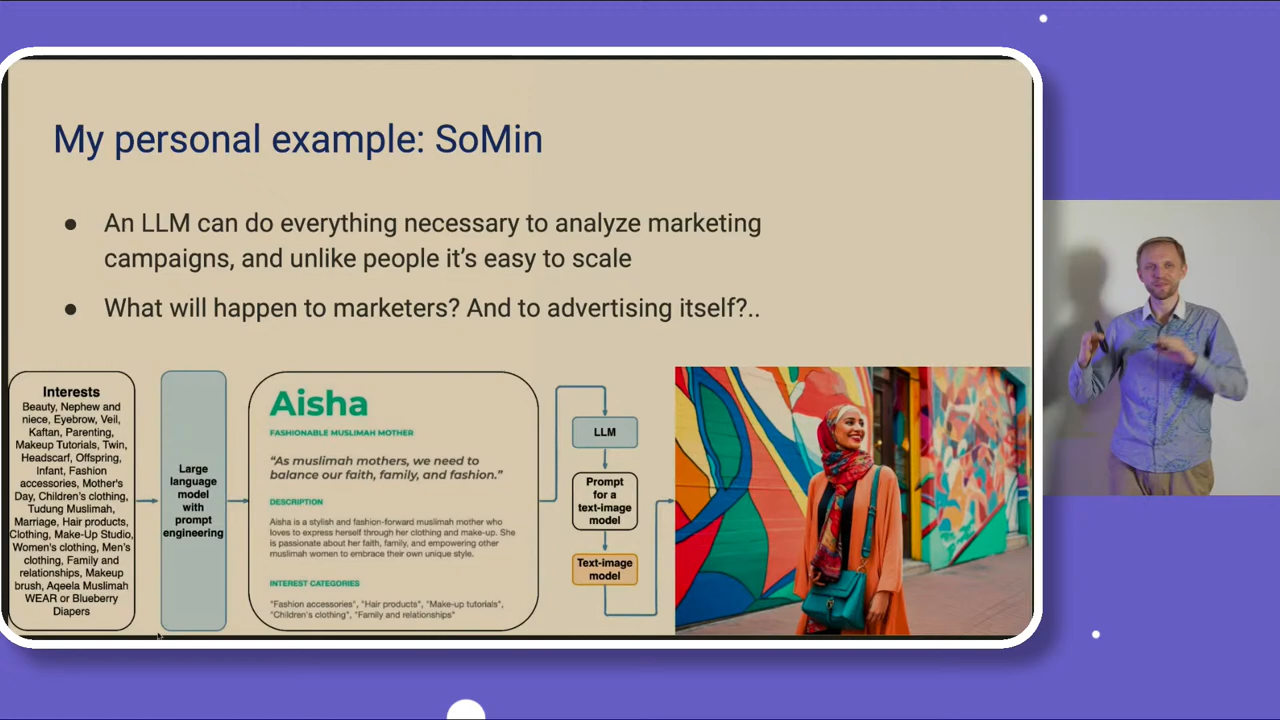 My personal example: SoMin
● An LLM can do everything necessary to analyze marketing
campaigns, and unlike people it’s easy to scale
● What will happen to marketers? And to advertising itself?..
Interests
Beauty, Nephew and
niece, Eyebrow, Veil,
Kaftan, Parenting,
Makeup Tutorials, Twin,
Headscarf, Offspring,
Infant, Fashion
accessories, Mother's
Day, Children's clothing,
Tudung Muslimah,
Marriage, Hair products,
Clothing, Make-Up Studio,
Women's clothing, Men's
clothing, Family and
relationships, Makeup
brush, Aqeela Muslimah
WEAR or Blueberry
Diapers
Large
language
model
with
prompt
engineering
Aisha
FASHIONABLE MUSLIMAH MOTHER
“As muslimah mothers, we need to
balance our faith, family, and fashion.”
DESCRIPTION
Aisha is a stylish and fashion-forward muslimah mother who
loves to express herself through her clothing and make-up. She
is passionate about her faith, family, and empowering other
muslimah women to embrace their own unique style.
INTEREST CATEGORIES
"Fashion accessories", "Hair products", "Make-up tutorials",
"Children's clothing", "Family and relationships"
LLM
Prompt
for a
text-image
model
Text-image
model